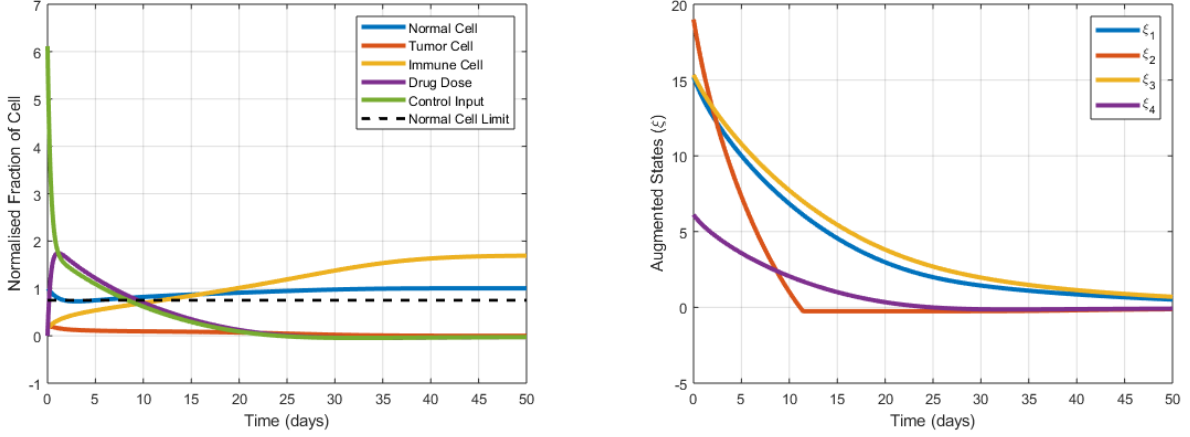 7
6
5
4
3
2
1
0
-1
Normalised Fraction of Cell
Normal Cell
Tumor Cell
Immune Cell
Drug Dose
Control Input
Normal Cell Limit
0 5 10 15 20 25 30 35 40 45 50
Time (days)
20
15
10
5
0
-5
Augmented States (ξ)
ξ1
ξ2
ξ3
ξ4
0 5 10 15 20 25 30 35 40 45 50
Time (days)